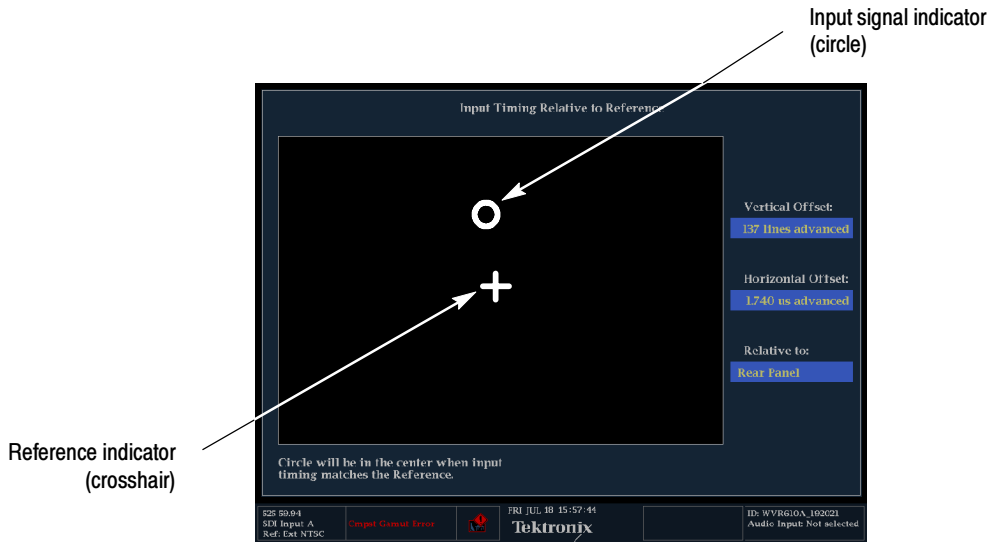 Input signal indicator
(circle)
Input Timing Relative to Reference
Vertical Offset:
137 lines advanced
Horizontal Offset:
1.740 us advanced
Relative to:
Rear Panel
Reference indicator
(crosshair)
Circle will be in the center when input
timing matches the Reference.
525 59.94
SDI Input A
Ref: Ext NTSC
Cmpst Gamut Error
FRI JUL 18 15:57:44
Tektronix
ID: WVR610A_192021
Audio Input: Not selected